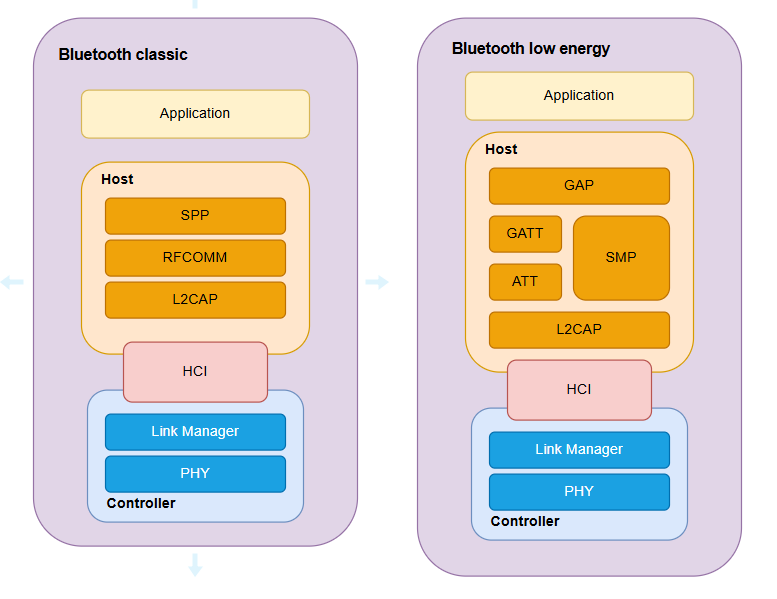 Bluetooth classic
Application
Host
SPP
RFCOMM
L2CAP
HCI
Link Manager
PHY
Controller
Bluetooth low energy
Application
Host
GAP
GATT
SMP
ATT
L2CAP
HCI
Link Manager
PHY
Controller